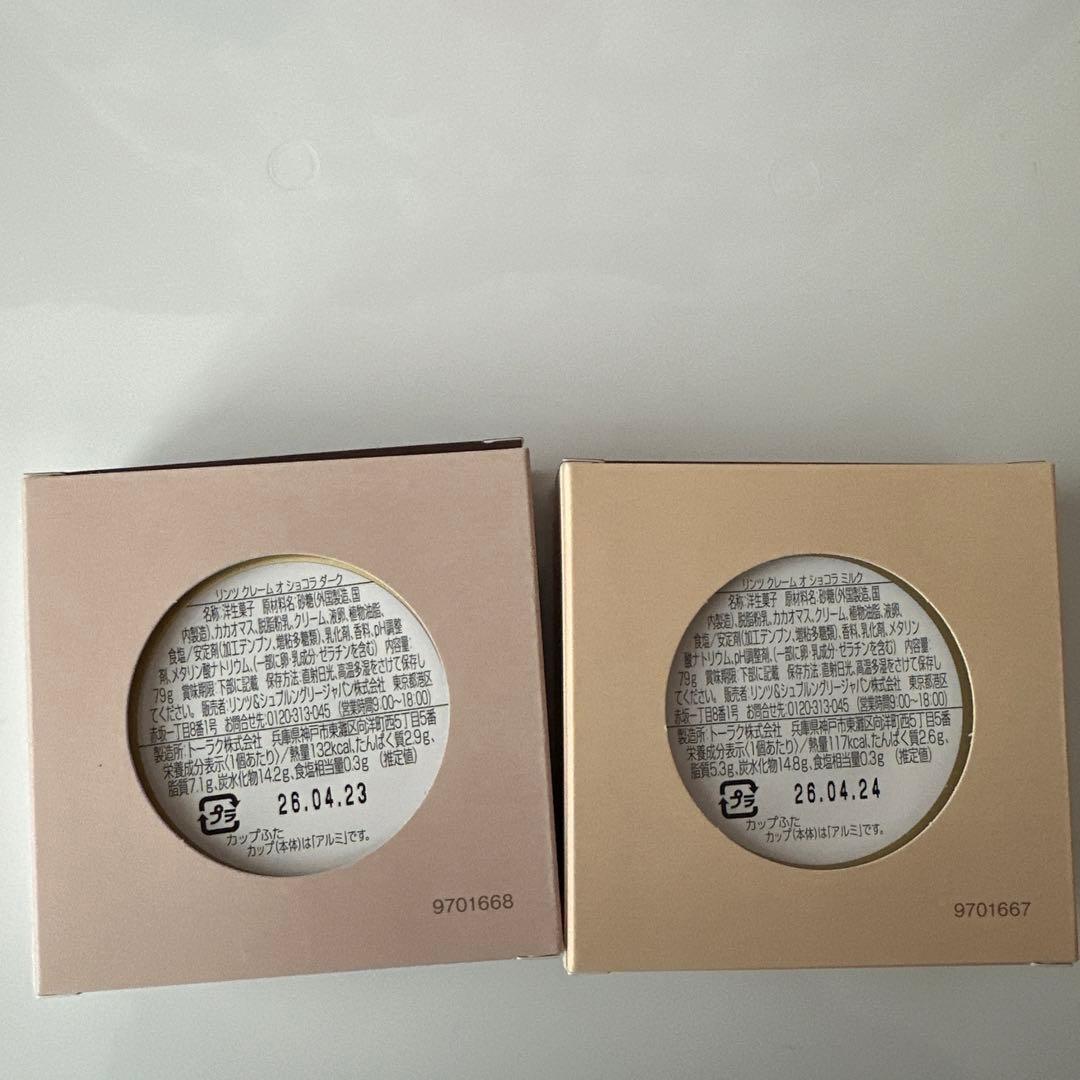 リンツ クレーム オ ショコラ ダーク
名称:洋生菓子　原材料名:砂糖(外国製造、国
内製造)、カカオマス、脱脂粉乳、クリーム、液卵、植物油脂、
食塩/安定剤(加工デンプン、増粘多糖類)、乳化剤、香料、pH調整
剤、メタリン酸ナトリウム、(一部に卵・乳成分・ゼラチンを含む)　内容量:
79g　賞味期限:下部に記載　保存方法:直射日光、高温多湿をさけて保存し
てください。販売者:リンツ&シュプルングリージャパン株式会社　東京都港区
赤坂一丁目8番1号　お問合せ先:0120-313-045　(営業時間9:00~18:00)
製造所:トーラク株式会社　兵庫県神戸市東灘区向洋町西5丁目5番
栄養成分表示(1個あたり)/熱量132kcal、たんぱく質2.9g、
脂質7.1g、炭水化物14.2g、食塩相当量0.3g　(推定値)
プラ
26.04.23
カップふた
カップ(本体)は「アルミ」です。
9701668
リンツ クレーム オ ショコラ ミルク
名称:洋生菓子　原材料名:砂糖(外国製造、国
内製造)、カカオマス、脱脂粉乳、クリーム、植物油脂、液卵、
食塩/安定剤(加工デンプン、増粘多糖類)、香料、乳化剤、メタリン
酸ナトリウム、pH調整剤、(一部に卵・乳成分・ゼラチンを含む)　内容量:
79g　賞味期限:下部に記載　保存方法:直射日光、高温多湿をさけて保存し
てください。販売者:リンツ&シュプルングリージャパン株式会社　東京都港区
赤坂一丁目8番1号　お問合せ先:0120-313-045　(営業時間9:00~18:00)
製造所:トーラク株式会社　兵庫県神戸市東灘区向洋町西5丁目5番
栄養成分表示(1個あたり)/熱量117kcal、たんぱく質2.6g、
脂質5.3g、炭水化物14.8g、食塩相当量0.3g　(推定値)
プラ
26.04.24
カップふた
カップ(本体)は「アルミ」です。
9701667